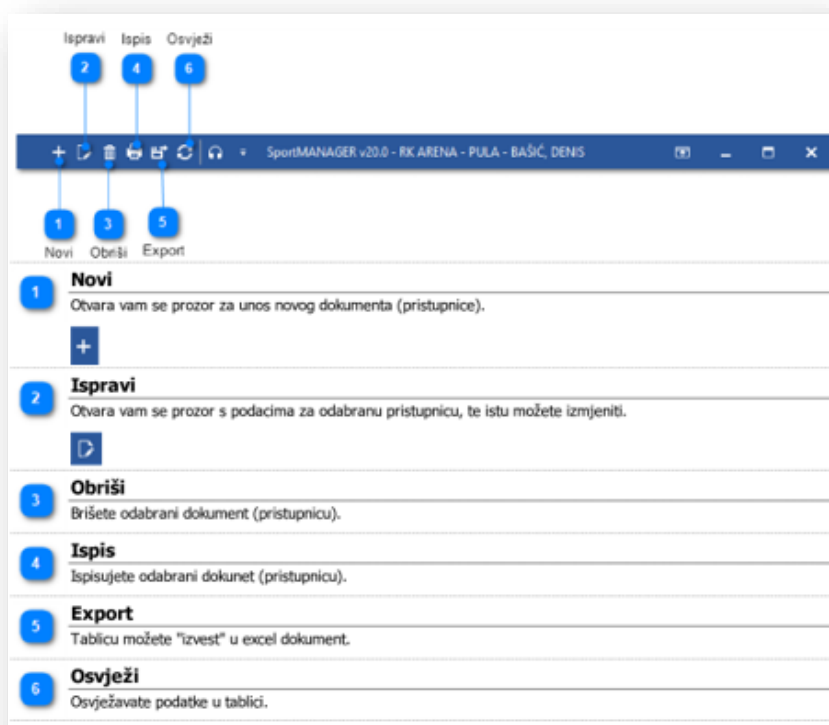 Ispravi Ispis Osvježi
2 4 6
SportMANAGER v20.0 - RK ARENA - PULA - BAŠIĆ, DENIS
1 3 5
Novi Obriši Export
1 Novi
Otvara vam se prozor za unos novog dokumenta (pristupnice).
2 Ispravi
Otvara vam se prozor s podacima za odabranu pristupnicu, te istu možete izmjeniti.
3 Obriši
Brišete odabrani dokument (pristupnicu).
4 Ispis
Ispisujete odabrani dokunet (pristupnicu).
5 Export
Tablicu možete "izvest" u excel dokument.
6 Osvježi
Osvježavate podatke u tablici.